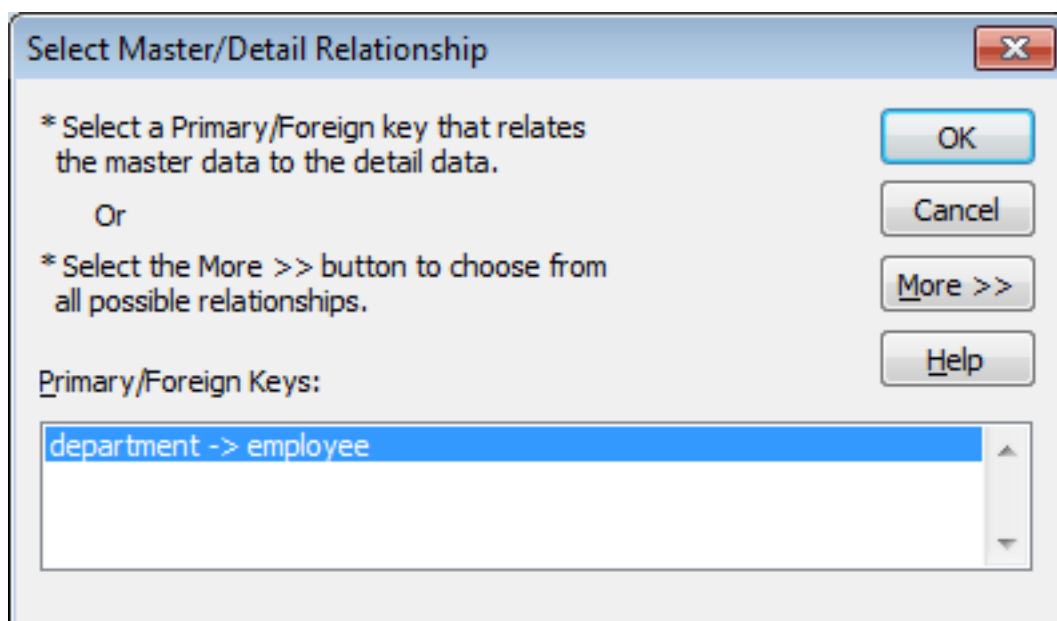 Select Master/Detail Relationship
* Select a Primary/Foreign key that relates
the master data to the detail data.
Or
* Select the More >> button to choose from
all possible relationships.
OK
Cancel
More >>
Help
Primary/Foreign Keys:
department -> employee